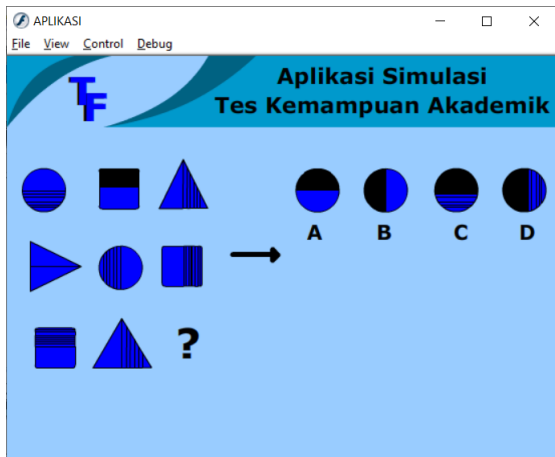 APLIKASI
File View Control Debug
TF
Aplikasi Simulasi
Tes Kemampuan Akademik
?
A B C D